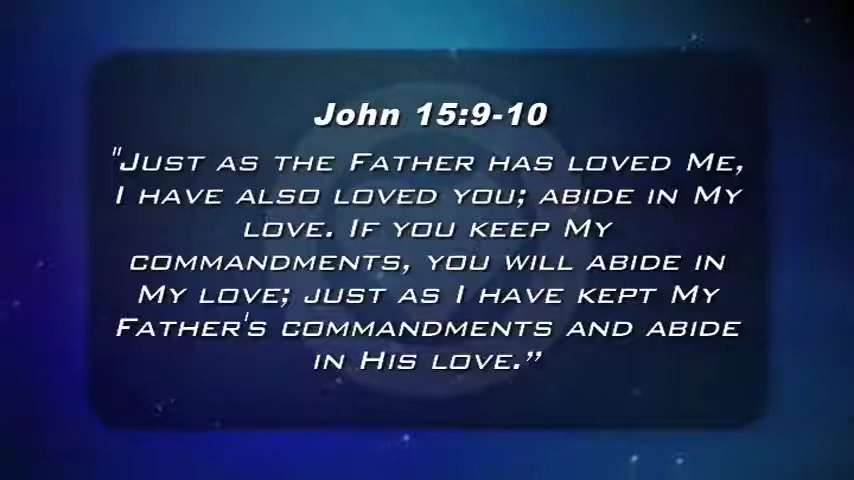 John 15:9-10
"Just as the Father has loved Me,
I have also loved you; abide in My
love. If you keep My
commandments, you will abide in
My love; just as I have kept My
Father's commandments and abide
in His love.”